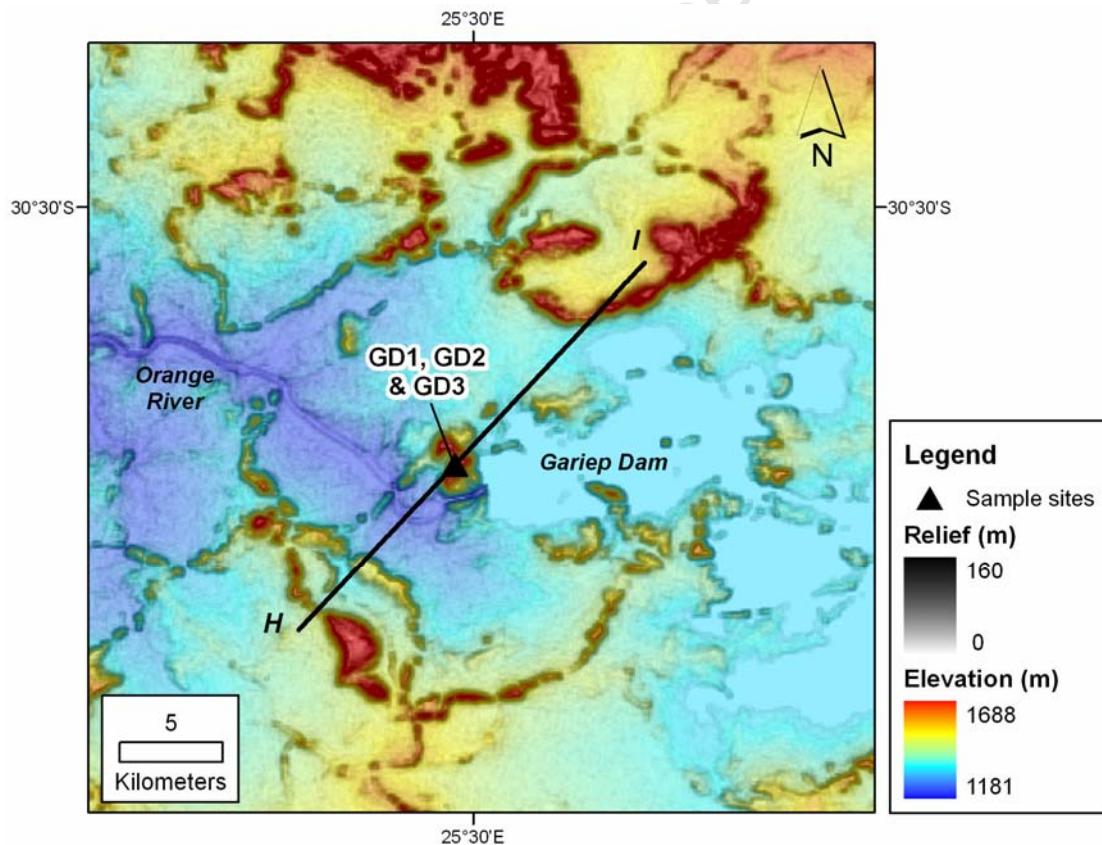 25°30'E
N
30°30'S
30°30'S
I
GD1, GD2
& GD3
Orange
River
Gariep Dam
H
5
Kilometers
25°30'E
Legend
Sample sites
Relief (m)
160
0
Elevation (m)
1688
1181